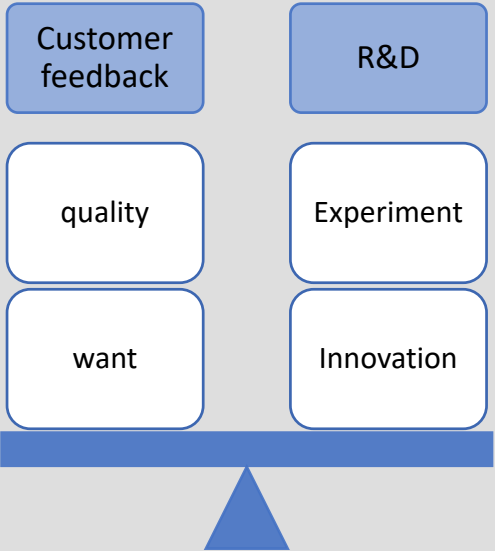 Customer
feedback
R&D
quality
Experiment
want
Innovation